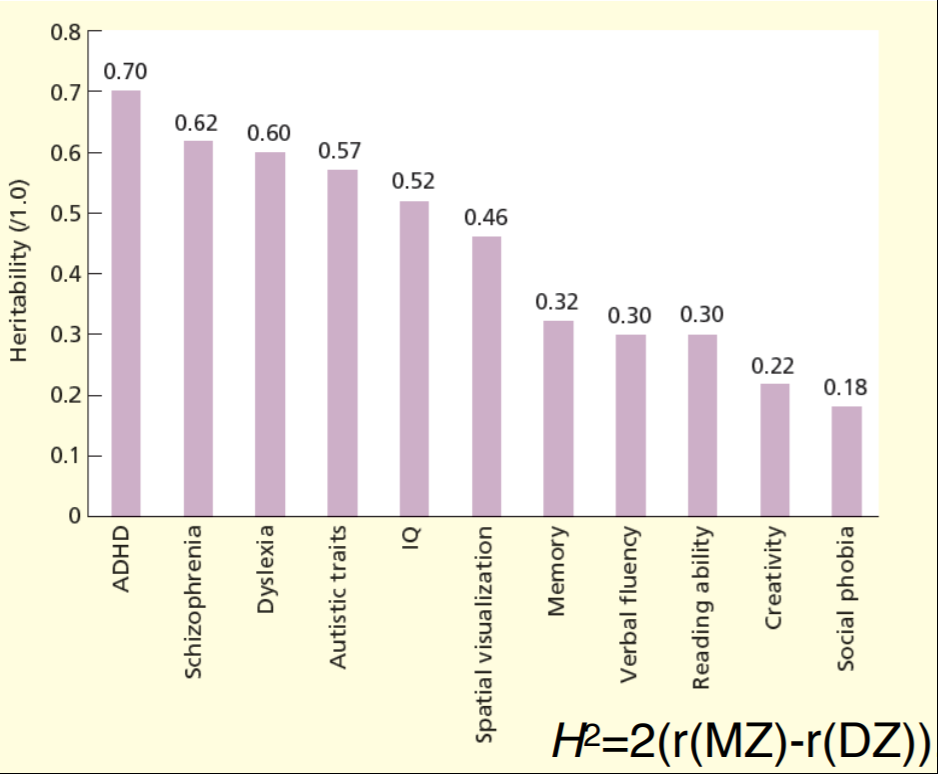 Heritability (/1.0)
0.8
0.7
0.6
0.5
0.4
0.3
0.2
0.1
0
0.70
0.62
0.60
0.57
0.52
0.46
0.32
0.30
0.30
0.22
0.18
ADHD
Schizophrenia
Dyslexia
Autistic traits
IQ
Spatial visualization
Memory
Verbal fluency
Reading ability
Creativity
Social phobia
H²=2(r(MZ)-r(DZ))